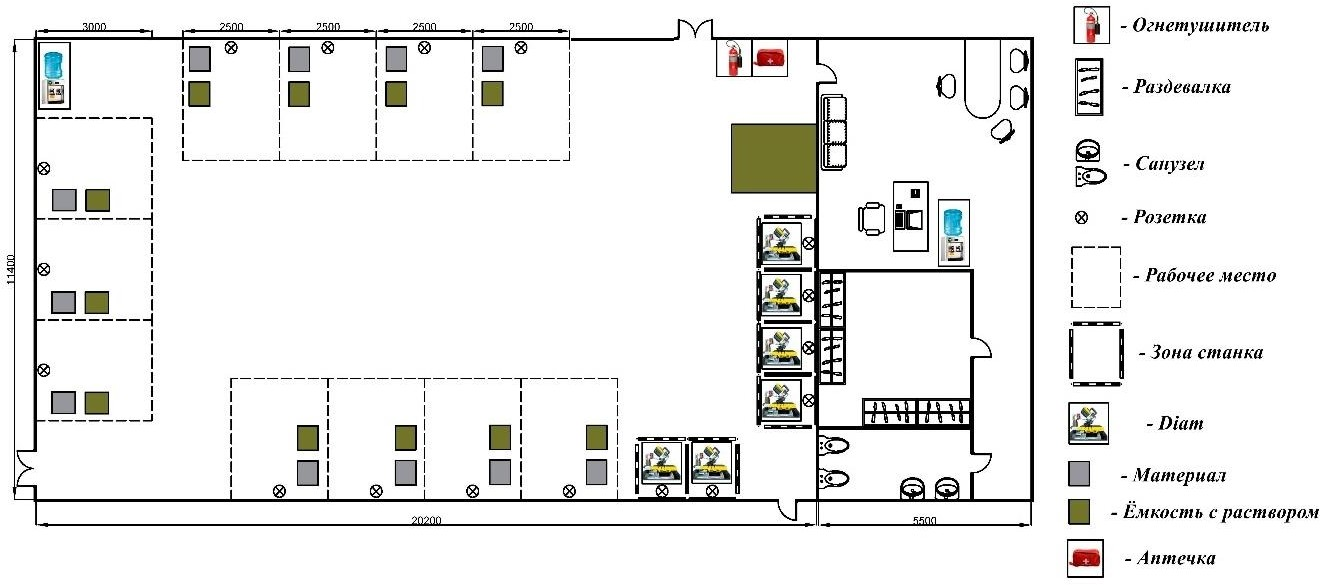 3000
2500
2500
2500
2500
11400
20200
5500
- Огнетушитель
- Раздевалка
- Санузел
- Розетка
- Рабочее место
- Зона станка
- Diam
- Материал
- Ёмкость с раствором
- Аптечка